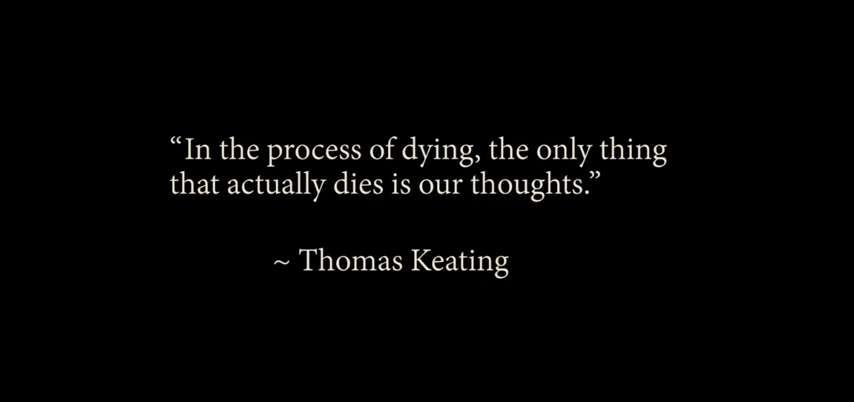 “In the process of dying, the only thing
that actually dies is our thoughts.”
~ Thomas Keating